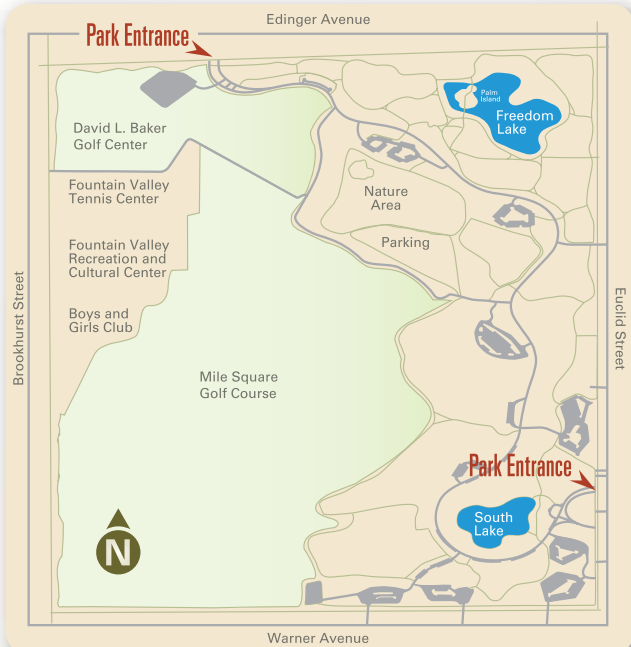 Edinger Avenue
Park Entrance
Palm
Island
Freedom
Lake
David L. Baker
Golf Center
Fountain Valley
Tennis Center
Nature
Area
Parking
Fountain Valley
Recreation and
Cultural Center
Boys and
Girls Club
Brookhurst Street
Euclid Street
Mile Square
Golf Course
Park Entrance
South
Lake
N
Warner Avenue